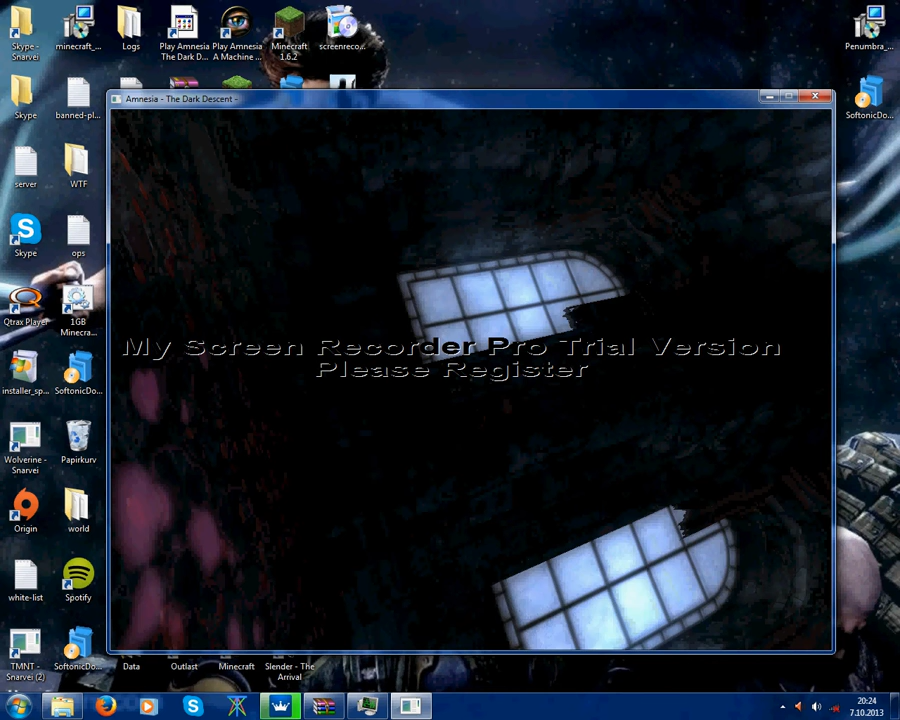 Skype -
Snarvei
minecraft_...
Logs
Play Amnesia
The Dark D...
Play Amnesia
A Machine ...
Minecraft
1.6.2
screenreco...
Penumbra_...
Skype
banned-pl...
SoftonicDo...
Amnesia - The Dark Descent -
server
WTF
Skype
ops
Qtrax Player
1GB
Minecra...
My Screen Recorder Pro Trial Version
Please Register
installer_sp...
SoftonicDo...
Wolverine -
Snarvei
Papirkurv
Origin
world
white-list
Spotify
TMNT -
Snarvei (2)
SoftonicDo...
Data
Outlast
Minecraft
Slender - The
Arrival
20:24
7.10.2013